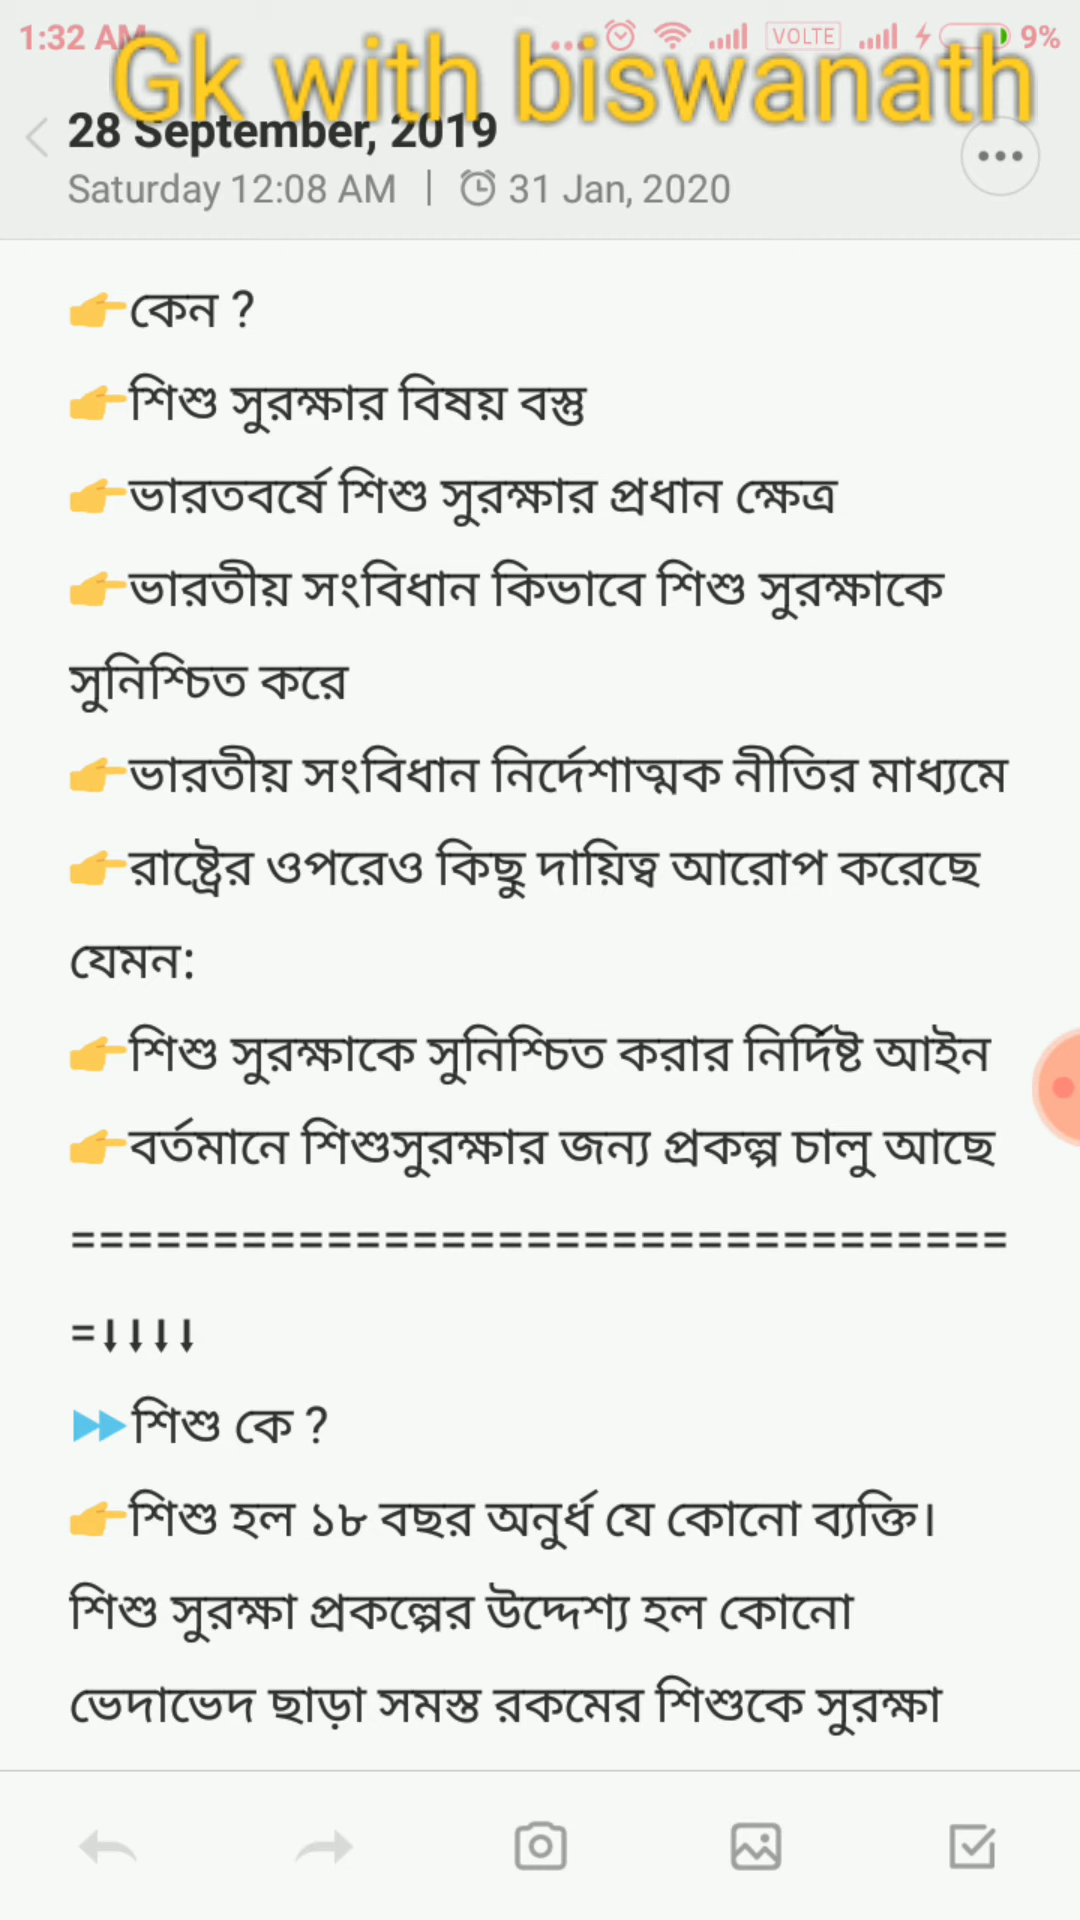 1:32 AM
VOLTE
9%
Gk with biswanath
28 September, 2019
Saturday 12:08 AM | 31 Jan, 2020
👉কেন ?
👉শিশু সুরক্ষার বিষয় বস্তু
👉ভারতবর্ষে শিশু সুরক্ষার প্রধান ক্ষেত্র
👉ভারতীয় সংবিধান কিভাবে শিশু সুরক্ষাকে
সুনিশ্চিত করে
👉ভারতীয় সংবিধান নির্দেশাত্মক নীতির মাধ্যমে
👉রাষ্ট্রের ওপরেও কিছু দায়িত্ব আরোপ করেছে
যেমন:
👉শিশু সুরক্ষাকে সুনিশ্চিত করার নির্দিষ্ট আইন
👉বর্তমানে শিশুসুরক্ষার জন্য প্রকল্প চালু আছে
=================================
=⬇⬇⬇⬇
⏩শিশু কে ?
👉শিশু হল ১৮ বছর অনুর্ধ যে কোনো ব্যক্তি।
শিশু সুরক্ষা প্রকল্পের উদ্দেশ্য হল কোনো
ভেদাভেদ ছাড়া সমস্ত রকমের শিশুকে সুরক্ষা